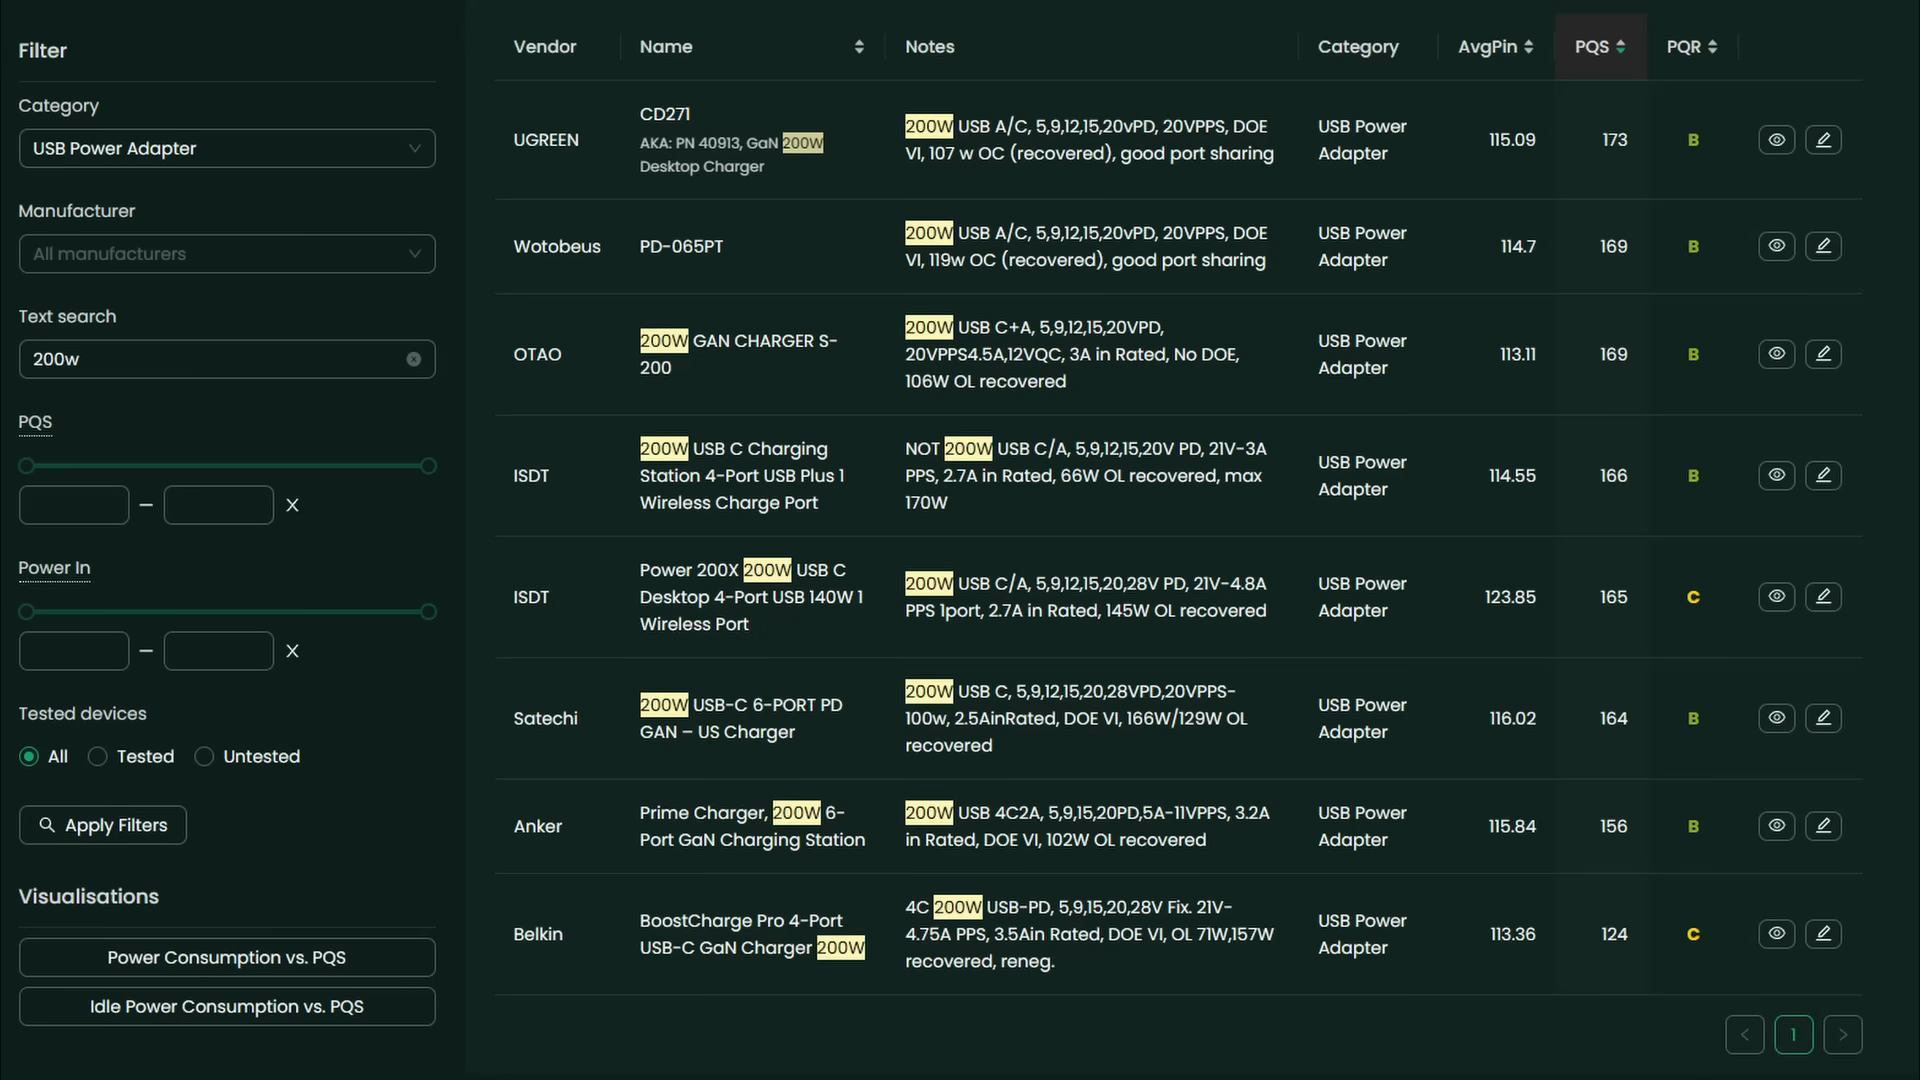 Filter
Category
USB Power Adapter
Manufacturer
All manufacturers
Text search
200w
PQS
— X
Power In
— X
Tested devices
All Tested Untested
Apply Filters
Visualisations
Power Consumption vs. PQS
Idle Power Consumption vs. PQS
Vendor Name Notes Category AvgPin PQS PQR
UGREEN
CD271
AKA: PN 40913, GaN 200W
Desktop Charger
200W USB A/C, 5,9,12,15,20vPD, 20VPPS, DOE
VI, 107 w OC (recovered), good port sharing
USB Power
Adapter
115.09 173 B
Wotobeus
PD-065PT
200W USB A/C, 5,9,12,15,20vPD, 20VPPS, DOE
VI, 119w OC (recovered), good port sharing
USB Power
Adapter
114.7 169 B
OTAO
200W GAN CHARGER S-
200
200W USB C+A, 5,9,12,15,20VPD,
20VPPS4.5A,12VQC, 3A in Rated, No DOE,
106W OL recovered
USB Power
Adapter
113.11 169 B
ISDT
200W USB C Charging
Station 4-Port USB Plus 1
Wireless Charge Port
NOT 200W USB C/A, 5,9,12,15,20V PD, 21V-3A
PPS, 2.7A in Rated, 66W OL recovered, max
170W
USB Power
Adapter
114.55 166 B
ISDT
Power 200X 200W USB C
Desktop 4-Port USB 140W 1
Wireless Port
200W USB C/A, 5,9,12,15,20,28V PD, 21V-4.8A
PPS 1port, 2.7A in Rated, 145W OL recovered
USB Power
Adapter
123.85 165 C
Satechi
200W USB-C 6-PORT PD
GAN – US Charger
200W USB C, 5,9,12,15,20,28VPD,20VPPS-
100w, 2.5AinRated, DOE VI, 166W/129W OL
recovered
USB Power
Adapter
116.02 164 B
Anker
Prime Charger, 200W 6-
Port GaN Charging Station
200W USB 4C2A, 5,9,15,20PD,5A-11VPPS, 3.2A
in Rated, DOE VI, 102W OL recovered
USB Power
Adapter
115.84 156 B
Belkin
BoostCharge Pro 4-Port
USB-C GaN Charger 200W
4C 200W USB-PD, 5,9,15,20,28V Fix. 21V-
4.75A PPS, 3.5Ain Rated, DOE VI, OL 71W,157W
recovered, reneg.
USB Power
Adapter
113.36 124 C
< 1 >